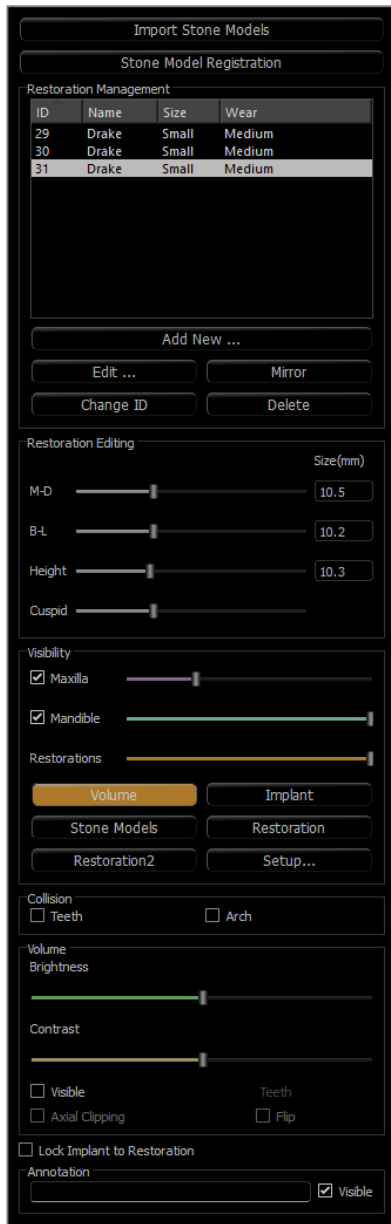 Import Stone Models
Stone Model Registration
Restoration Management
ID Name Size Wear
29 Drake Small Medium
30 Drake Small Medium
31 Drake Small Medium
Add New ...
Edit ... Mirror
Change ID Delete
Restoration Editing
Size(mm)
M-D 10.5
B-L 10.2
Height 10.3
Cuspid
Visibility
Maxilla
Mandible
Restorations
Volume Implant
Stone Models Restoration
Restoration2 Setup...
Collision
Teeth Arch
Volume
Brightness
Contrast
Visible Teeth
Axial Clipping Flip
Lock Implant to Restoration
Annotation
Visible